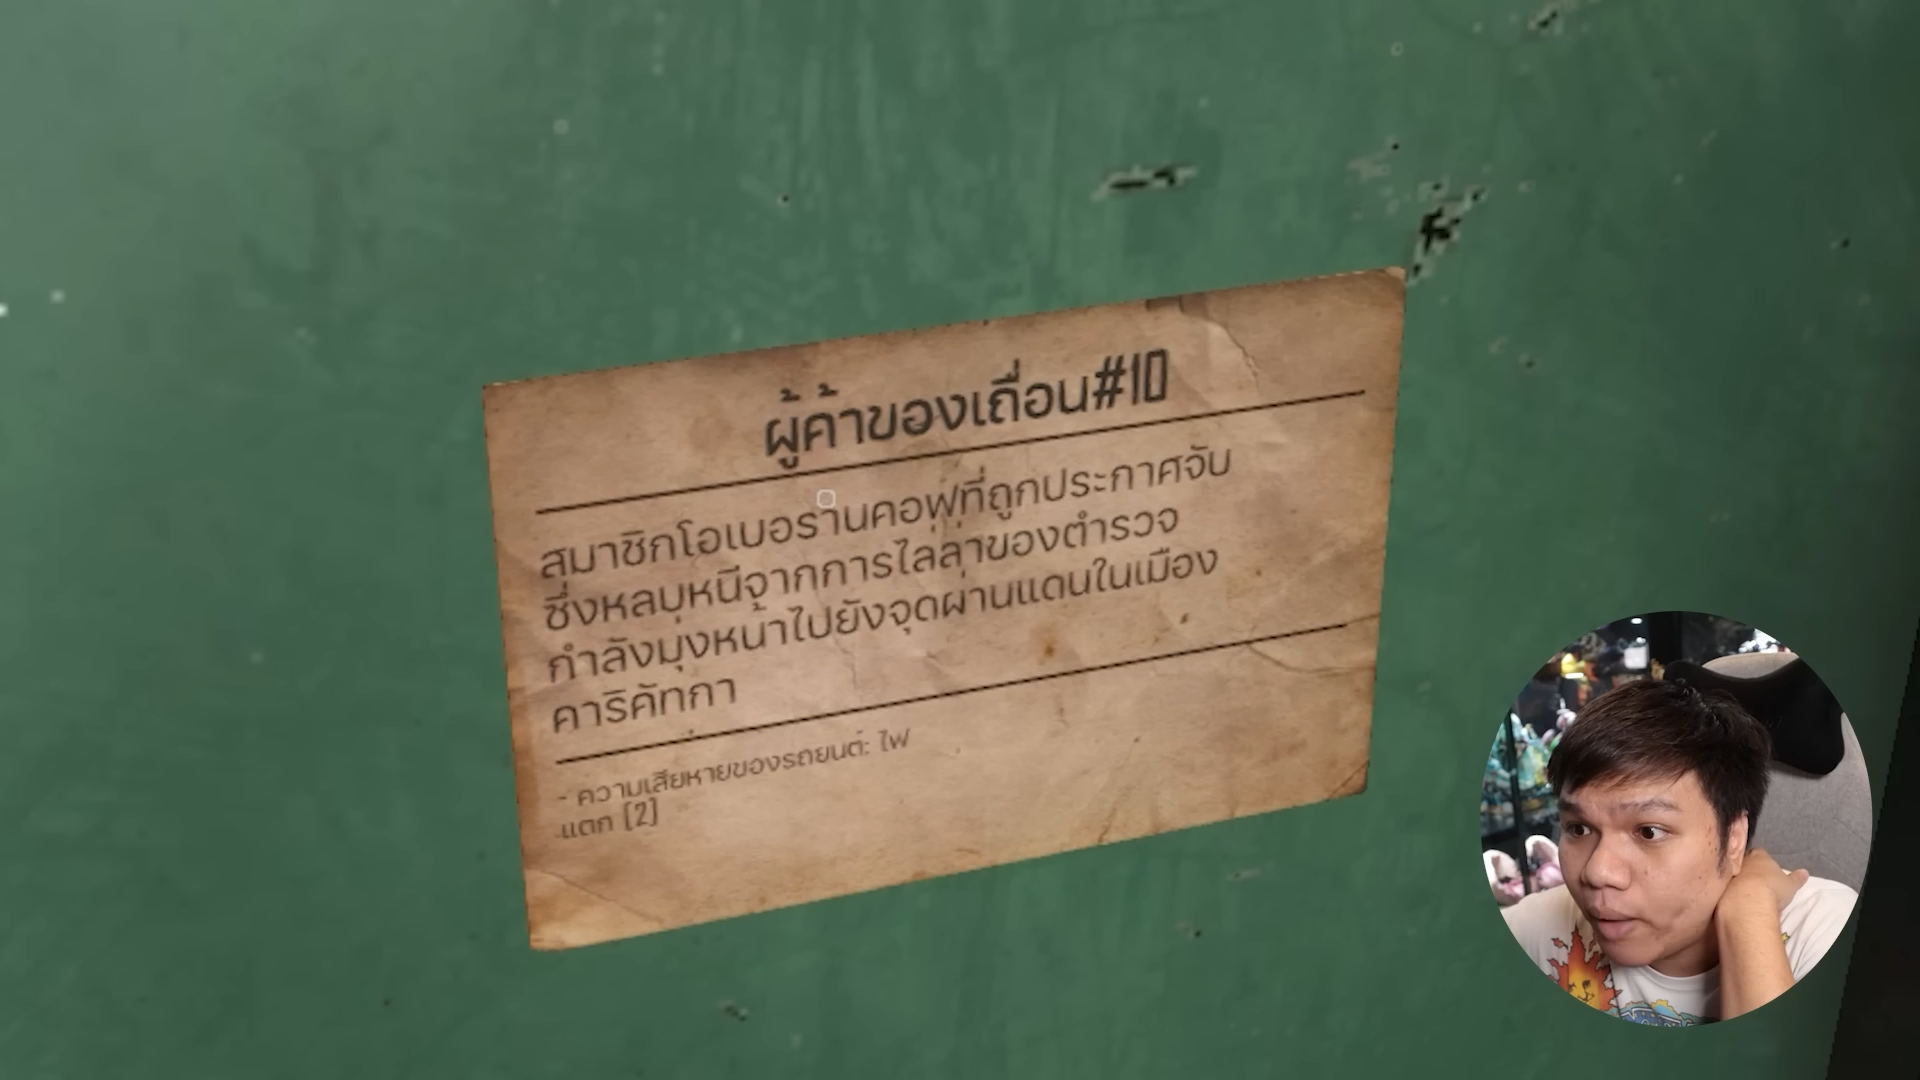 ผู้ค้าของเถื่อน#10
สมาชิกโอเบอรานคอฟที่ถูกประกาศจับ
ซึ่งหลบหนีจากการไล่ล่าของตำรวจ
กำลังมุ่งหน้าไปยังจุดผ่านแดนในเมือง
คาริคัทกา
- ความเสียหายของรถยนต์: ไฟ
แตก [2]